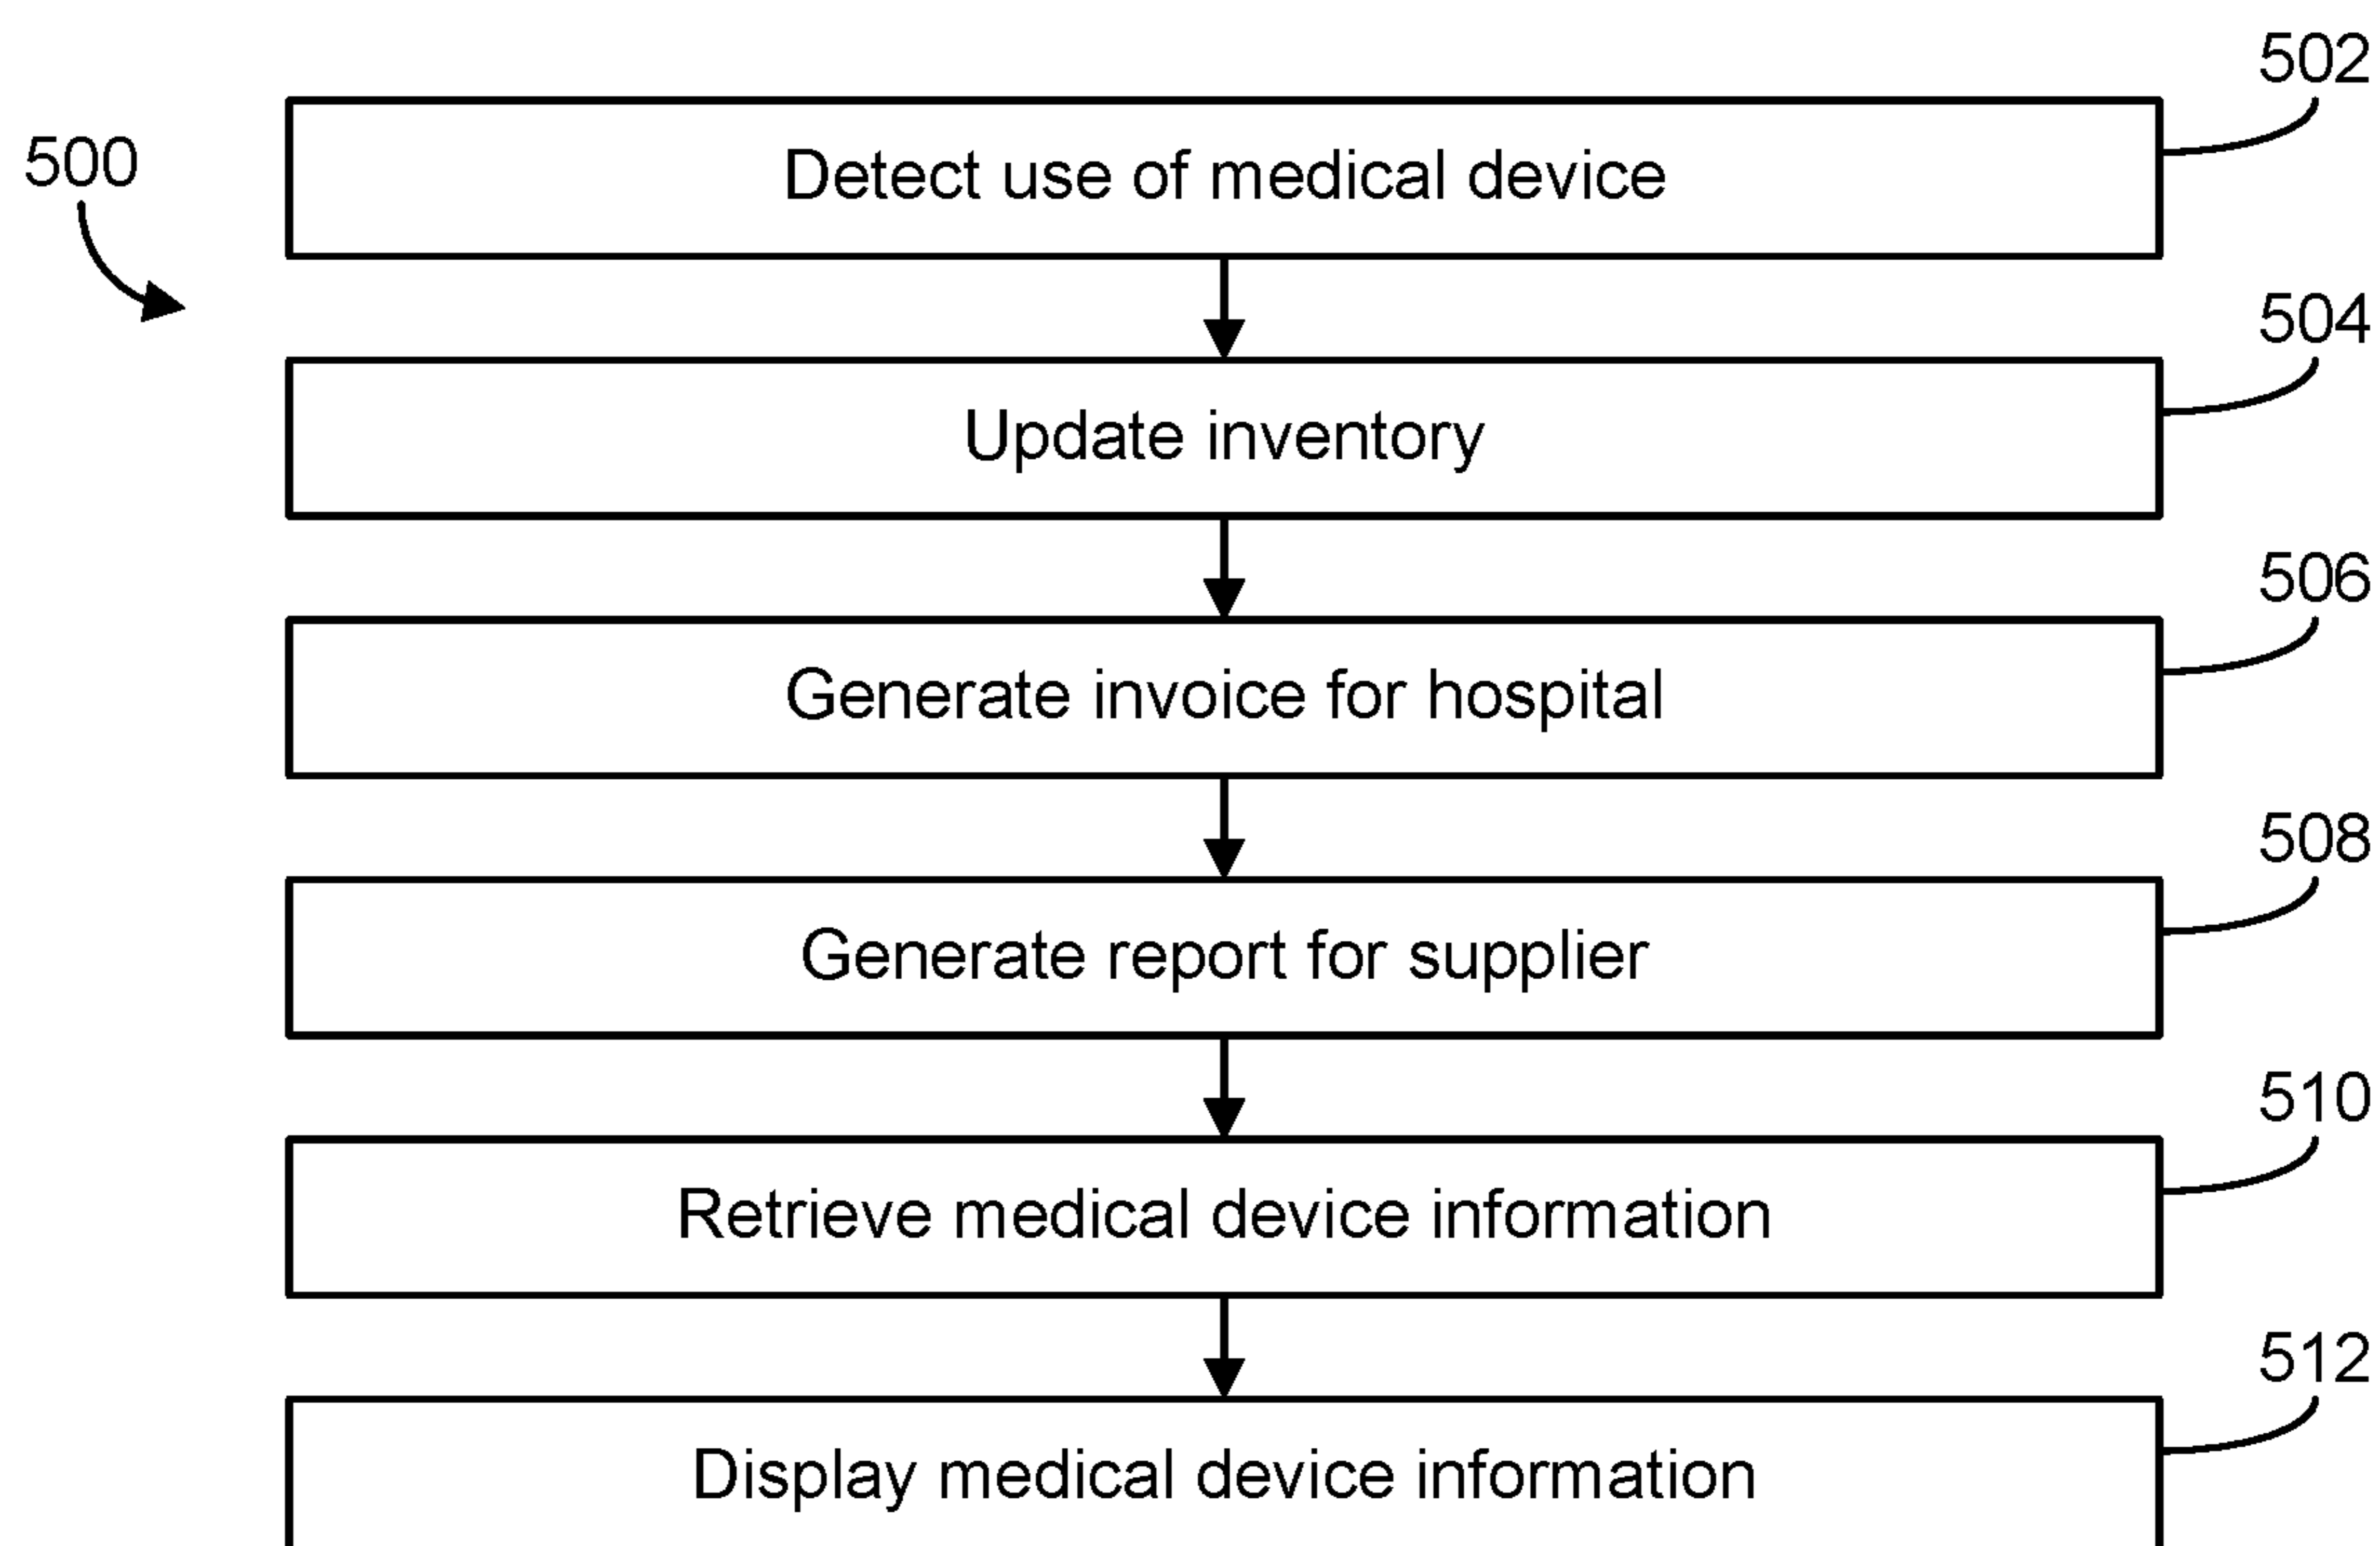 502
500
Detect use of medical device
504
Update inventory
506
Generate invoice for hospital
508
Generate report for supplier
510
Retrieve medical device information
512
Display medical device information